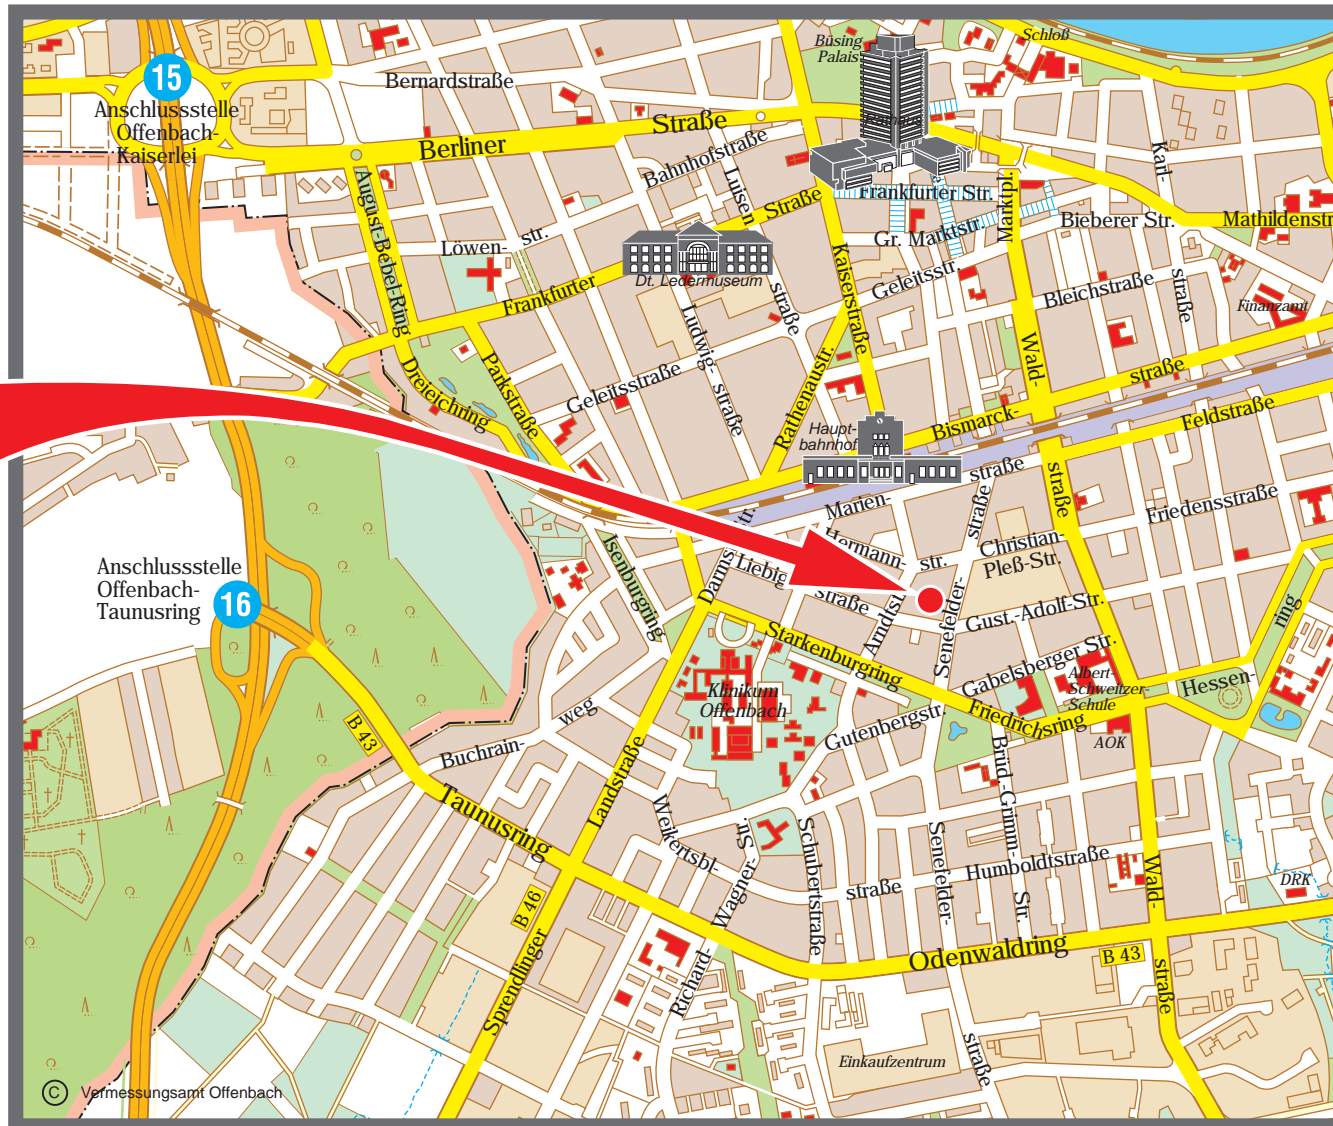 Schloß
Büsing
Palais
15
Bernardstraße
Anschlussstelle
Offenbach-
Kaiserlei
Berliner
Straße
Bahnhofstraße
Luisen
straße
Karl-
straße
August-Bebel-Ring
Frankfurter Str.
Marktpl.
Bieberer Str.
Mathildenstr
Löwen-
str.
Frankfurter
Straße
Gr. Marktstr.
Dt. Ledermuseum
Kaiserstraße
Geleitsstr.
Bleichstraße
Finanzamt
Ludwig-
straße
Dreieichring
Parkstraße
Geleitsstraße
Rathenaustr.
Wald-
straße
Bismarck-
straße
Feldstraße
Haupt-
bahnhof
Marien-
straße
Friedensstraße
Hermann-
str.
Christian-
Pleß-Str.
Isenburgring
Darms
str.
Liebig
straße
Anschlussstelle
Offenbach-
Taunusring
16
Arndtst
Senefelder-
straße
Gust.-Adolf-Str.
Starkenburgring
Gabelsberger Str.
Albert-
Schweitzer-
Schule
Hessen-
ring
Klinikum
Offenbach
Friedrichsring
Gutenbergstr.
AOK
B 43
Buchrain-
weg
Landstraße
Brüd.-Grimm-
Str.
Taunusring
Weikertsbl-
straße
Richard-
Wagner-
Str.
Schubertstraße
Senefelder-
straße
Humboldtstraße
Wald-
straße
DRK
B 46
Sprendlinger
Odenwaldring
B 43
Einkaufzentrum
© Vermessungsamt Offenbach